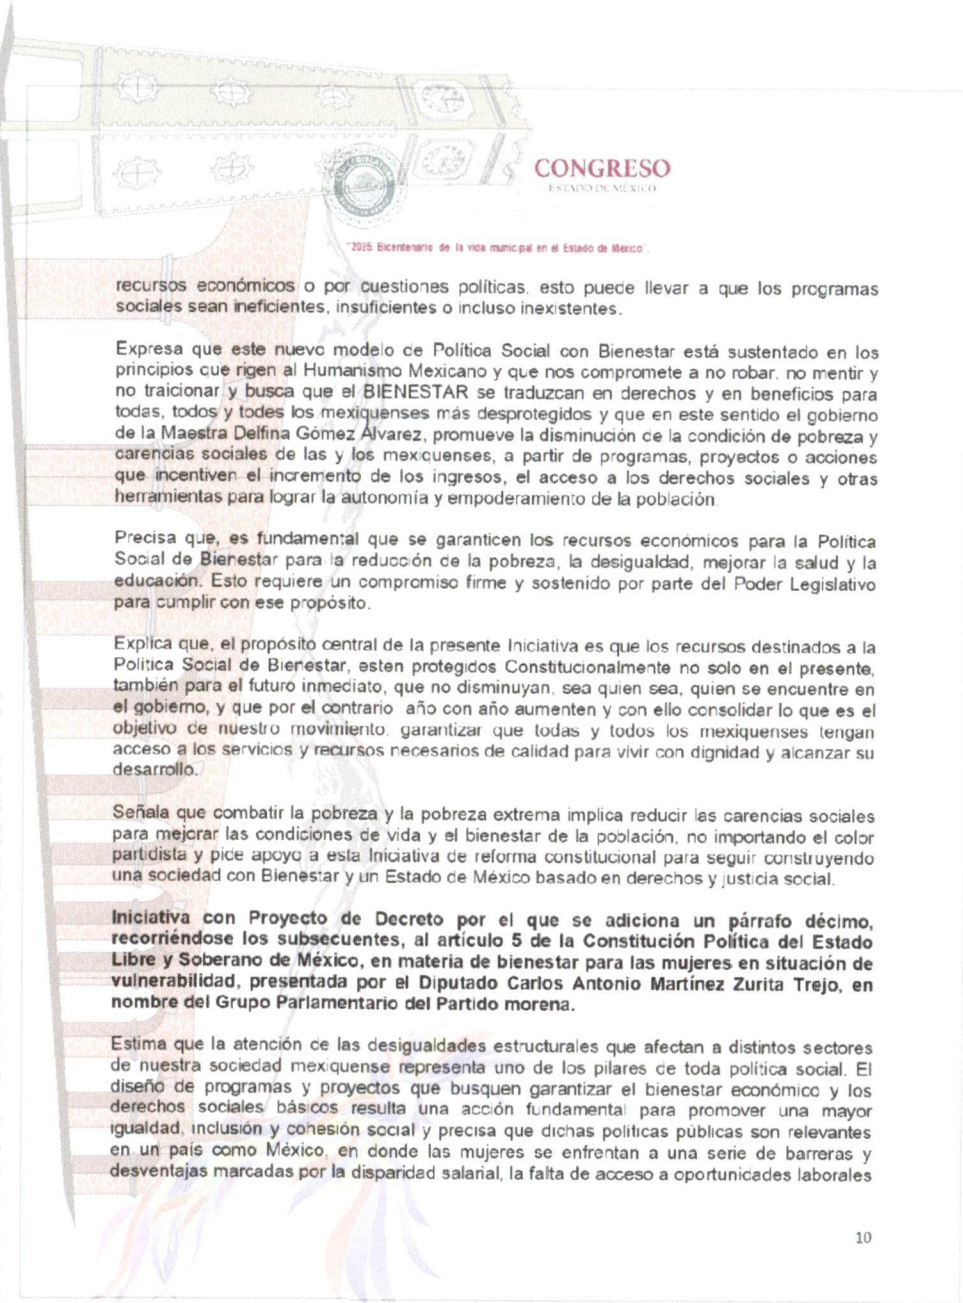 CONGRESO
ESTADO DE MÉXICO
"2025. Bicentenario de la vida municipal en el Estado de México".
recursos económicos o por cuestiones políticas, esto puede llevar a que los programas
sociales sean ineficientes, insuficientes o incluso inexistentes.
Expresa que este nuevo modelo de Política Social con Bienestar está sustentado en los
principios que rigen al Humanismo Mexicano y que nos compromete a no robar, no mentir y
no traicionar y busca que el BIENESTAR se traduzcan en derechos y en beneficios para
todas, todos y todes los mexiquenses más desprotegidos y que en este sentido el gobierno
de la Maestra Delfina Gómez Álvarez, promueve la disminución de la condición de pobreza y
carencias sociales de las y los mexiquenses, a partir de programas, proyectos o acciones
que incentiven el incremento de los ingresos, el acceso a los derechos sociales y otras
herramientas para lograr la autonomía y empoderamiento de la población.
Precisa que, es fundamental que se garanticen los recursos económicos para la Política
Social de Bienestar para la reducción de la pobreza, la desigualdad, mejorar la salud y la
educación. Esto requiere un compromiso firme y sostenido por parte del Poder Legislativo
para cumplir con ese propósito.
Explica que, el propósito central de la presente Iniciativa es que los recursos destinados a la
Política Social de Bienestar, estén protegidos Constitucionalmente no solo en el presente,
también para el futuro inmediato, que no disminuyan, sea quien sea, quien se encuentre en
el gobierno, y que por el contrario año con año aumenten y con ello consolidar lo que es el
objetivo de nuestro movimiento: garantizar que todas y todos los mexiquenses tengan
acceso a los servicios y recursos necesarios de calidad para vivir con dignidad y alcanzar su
desarrollo.
Señala que combatir la pobreza y la pobreza extrema implica reducir las carencias sociales
para mejorar las condiciones de vida y el bienestar de la población, no importando el color
partidista y pide apoyo a esta Iniciativa de reforma constitucional para seguir construyendo
una sociedad con Bienestar y un Estado de México basado en derechos y justicia social.
Iniciativa con Proyecto de Decreto por el que se adiciona un párrafo décimo,
recorriéndose los subsecuentes, al artículo 5 de la Constitución Política del Estado
Libre y Soberano de México, en materia de bienestar para las mujeres en situación de
vulnerabilidad, presentada por el Diputado Carlos Antonio Martínez Zurita Trejo, en
nombre del Grupo Parlamentario del Partido morena.
Estima que la atención de las desigualdades estructurales que afectan a distintos sectores
de nuestra sociedad mexiquense representa uno de los pilares de toda política social. El
diseño de programas y proyectos que busquen garantizar el bienestar económico y los
derechos sociales básicos resulta una acción fundamental para promover una mayor
igualdad, inclusión y cohesión social y precisa que dichas políticas públicas son relevantes
en un país como México, en donde las mujeres se enfrentan a una serie de barreras y
desventajas marcadas por la disparidad salarial, la falta de acceso a oportunidades laborales
10